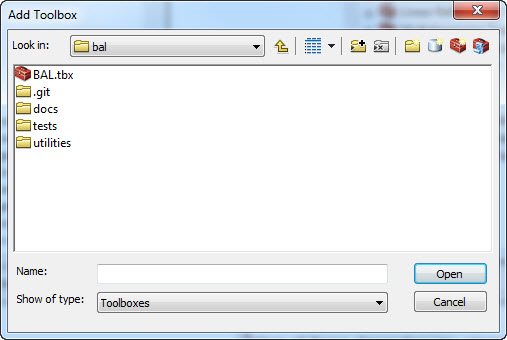 Add Toolbox
Look in: bal
BAL.tbx
.git
docs
tests
utilities
Name: Open
Show of type: Toolboxes Cancel